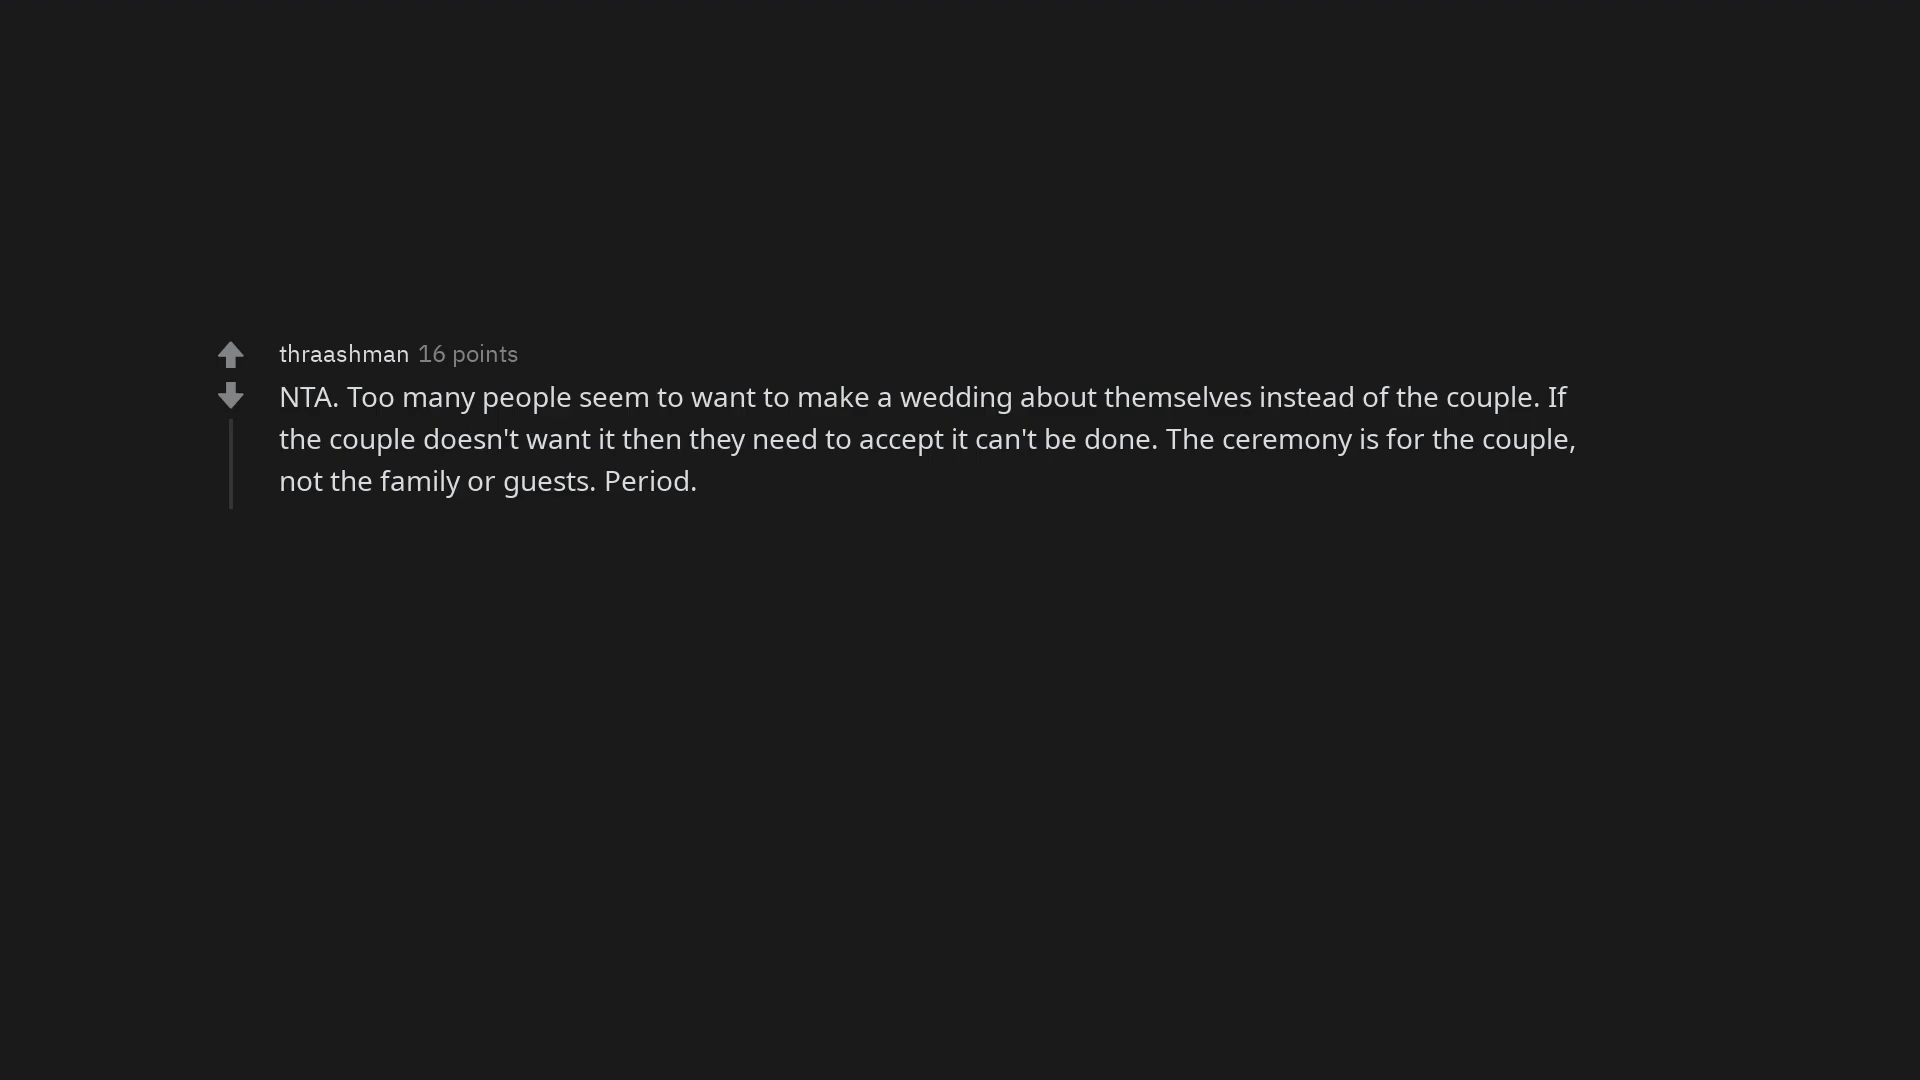 thraashman 16 points
NTA. Too many people seem to want to make a wedding about themselves instead of the couple. If
the couple doesn't want it then they need to accept it can't be done. The ceremony is for the couple,
not the family or guests. Period.